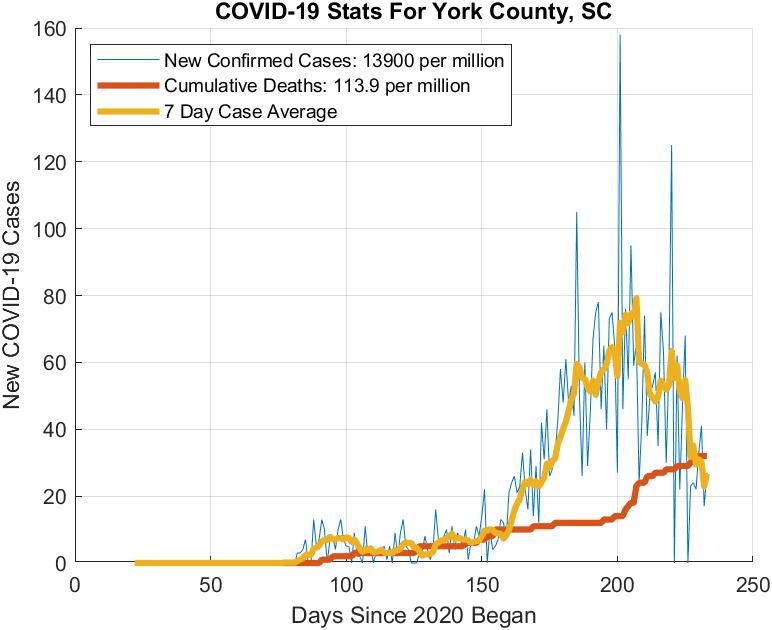 COVID-19 Stats For York County, SC
New Confirmed Cases: 13900 per million
Cumulative Deaths: 113.9 per million
7 Day Case Average
New COVID-19 Cases
160
140
120
100
80
60
40
20
0
0 50 100 150 200 250
Days Since 2020 Began